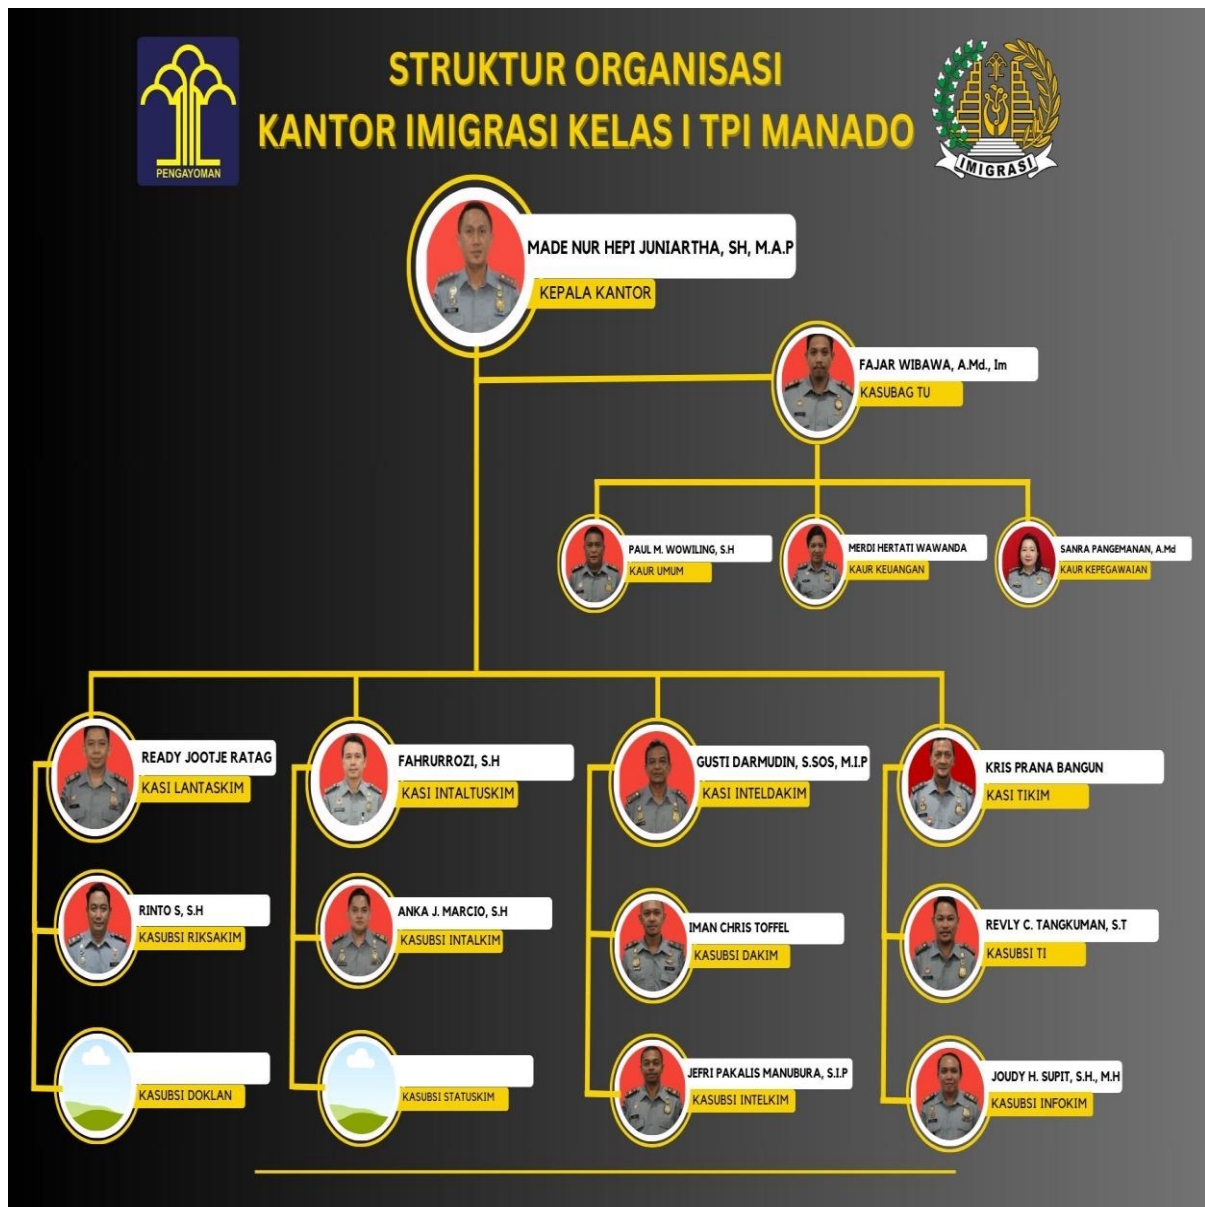 STRUKTUR ORGANISASI
KANTOR IMIGRASI KELAS I TPI MANADO
PENGAYOMAN
IMIGRASI
MADE NUR HEPI JUNIARTHA, SH, M.A.P
KEPALA KANTOR
FAJAR WIBAWA, A.Md., Im
KASUBAG TU
PAUL M. WOWILING, S.H
KAUR UMUM
MERDI HERTATI WAWANDA
KAUR KEUANGAN
SANRA PANGEMANAN, A.Md
KAUR KEPEGAWAIAN
READY JOOTJE RATAG
KASI LANTASKIM
FAHRURROZI, S.H
KASI INTALTUSKIM
GUSTI DARMUDIN, S.SOS, M.I.P
KASI INTELDAKIM
KRIS PRANA BANGUN
KASI TIKIM
RINTO S, S.H
KASUBSI RIKSAKIM
ANKA J. MARCIO, S.H
KASUBSI INTALKIM
IMAN CHRIS TOFFEL
KASUBSI DAKIM
REVLY C. TANGKUMAN, S.T
KASUBSI TI
KASUBSI DOKLAN
KASUBSI STATUSKIM
JEFRI PAKALIS MANUBURA, S.I.P
KASUBSI INTELKIM
JOUDY H. SUPIT, S.H., M.H
KASUBSI INFOKIM